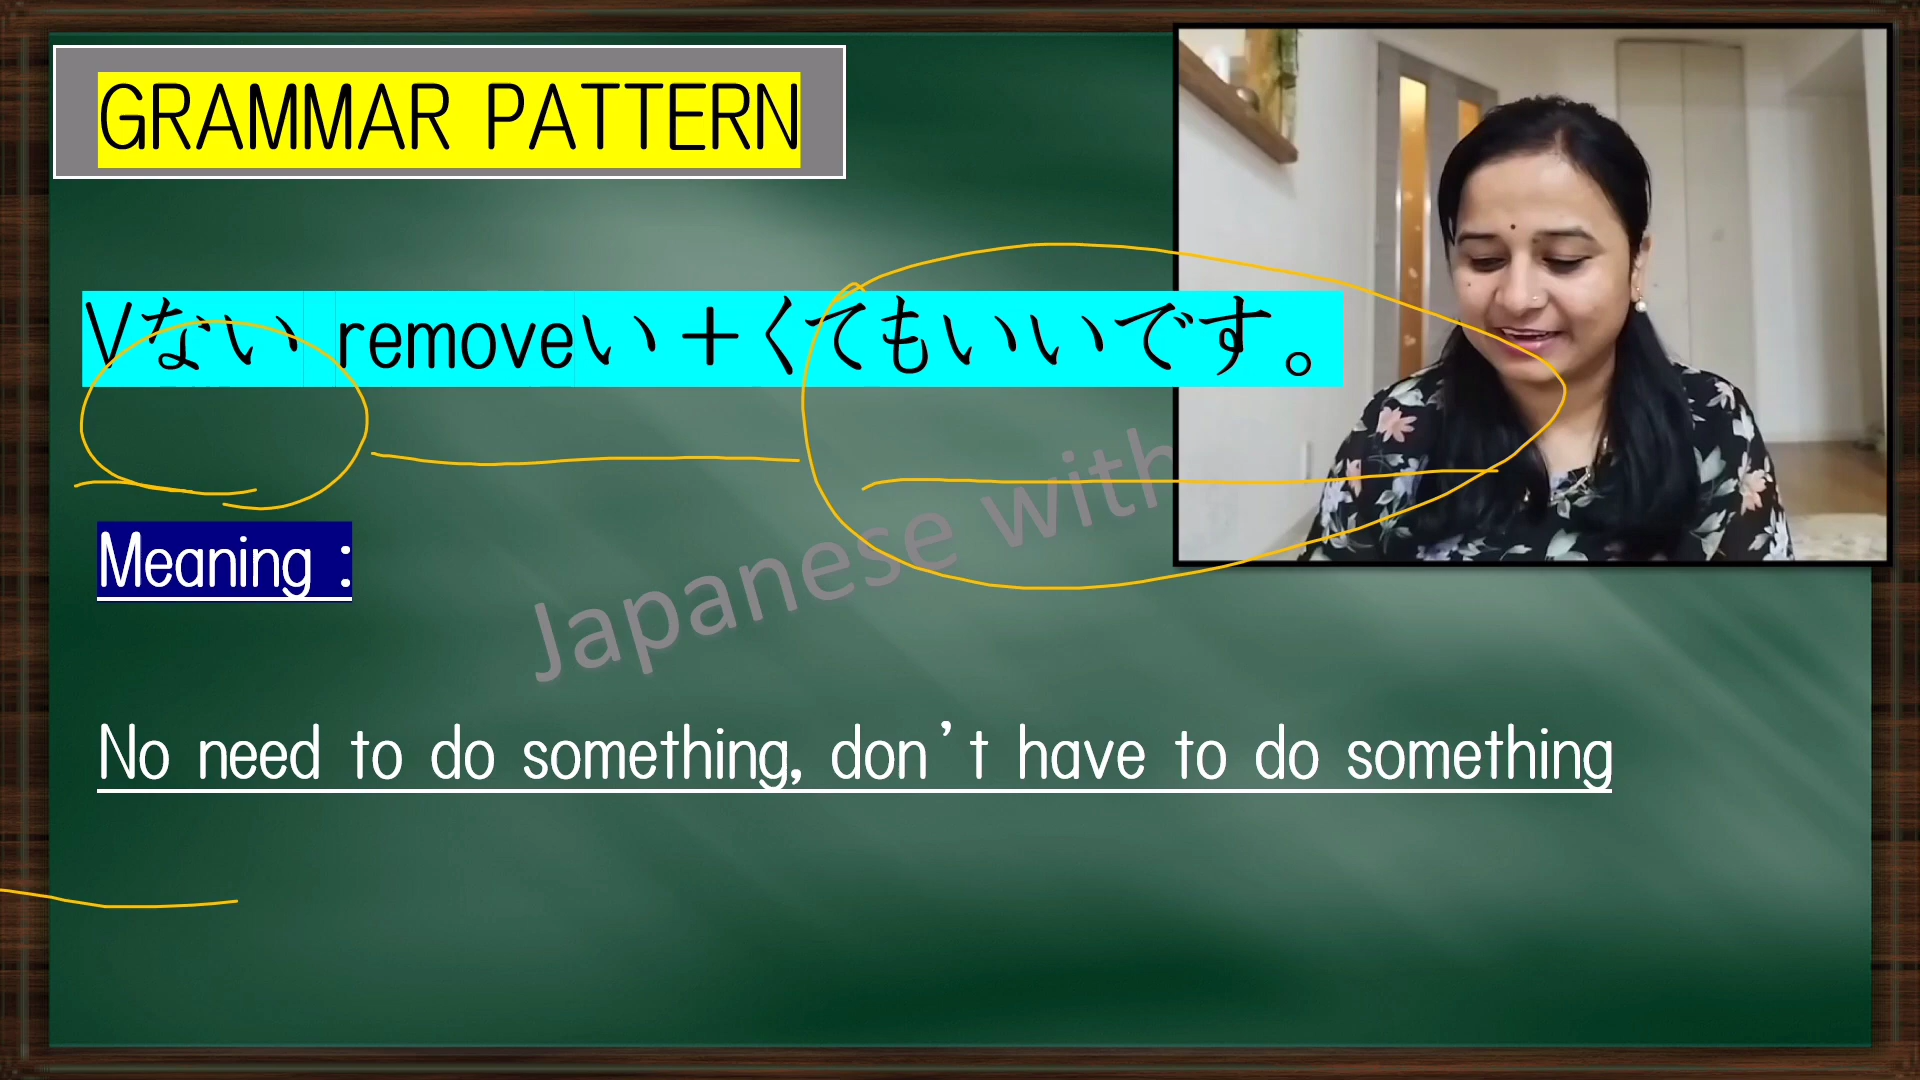 GRAMMAR PATTERN
Vない removeい＋くてもいいです。
Japanese with
Meaning :
No need to do something, don't have to do something